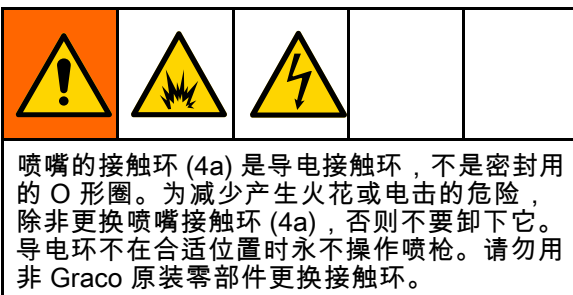 喷嘴的接触环 (4a) 是导电接触环，不是密封用
的 O 形圈。为减少产生火花或电击的危险，
除非更换喷嘴接触环 (4a)，否则不要卸下它。
导电环不在合适位置时永不操作喷枪。请勿用
非 Graco 原装零部件更换接触环。